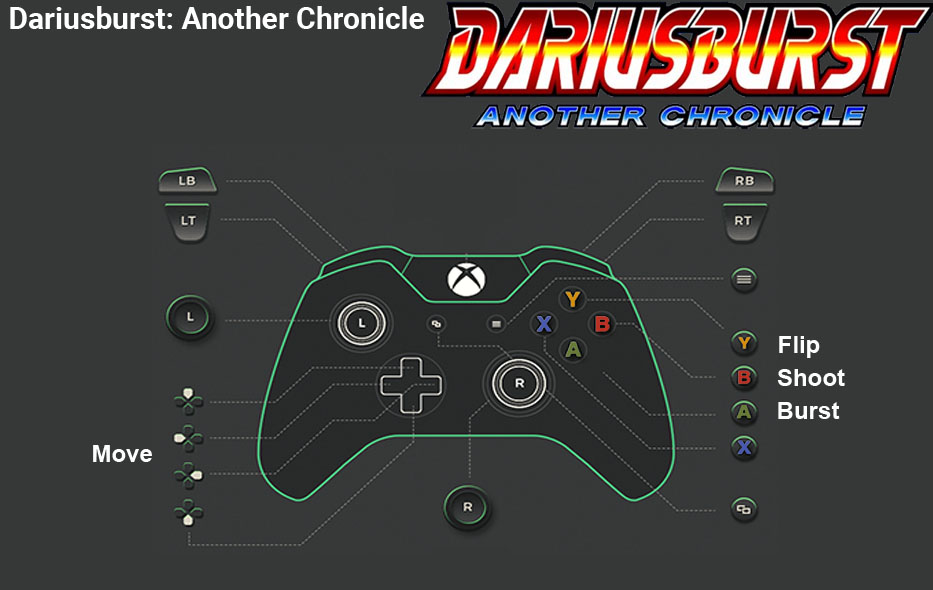 Dariusburst: Another Chronicle
DARIUSBURST
ANOTHER CHRONICLE
LB
RB
LT
RT
Y
L
L
X
B
A
Y
Flip
R
B
Shoot
A
Burst
Move
X
R